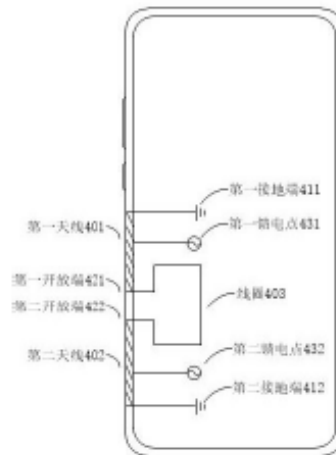 第一接地端411
第一天线401
第一馈电点431
第一开放端421
线圈403
第二开放端422
第二天线402
第二馈电点432
第二接地端412